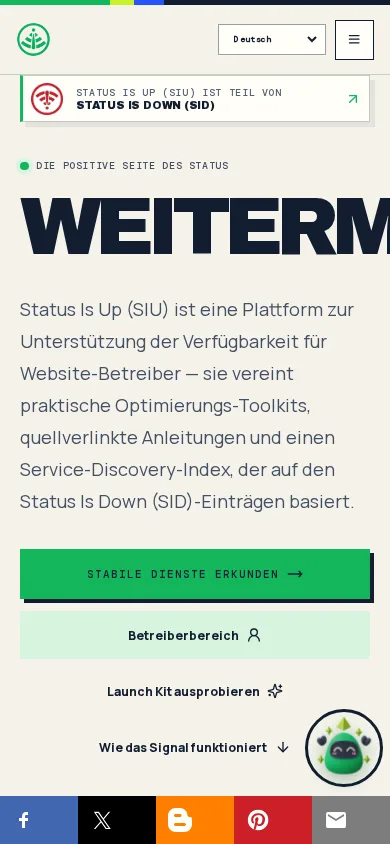 Deutsch
STATUS IS UP (SIU) IST TEIL VON
STATUS IS DOWN (SID)
DIE POSITIVE SEITE DES STATUS
WEITERM
Status Is Up (SIU) ist eine Plattform zur
Unterstützung der Verfügbarkeit für
Website-Betreiber — sie vereint
praktische Optimierungs-Toolkits,
quellverlinkte Anleitungen und einen
Service-Discovery-Index, der auf den
Status Is Down (SID)-Einträgen basiert.
STABILE DIENSTE ERKUNDEN →
Betreiberbereich
Launch Kit ausprobieren
Wie das Signal funktioniert ↓